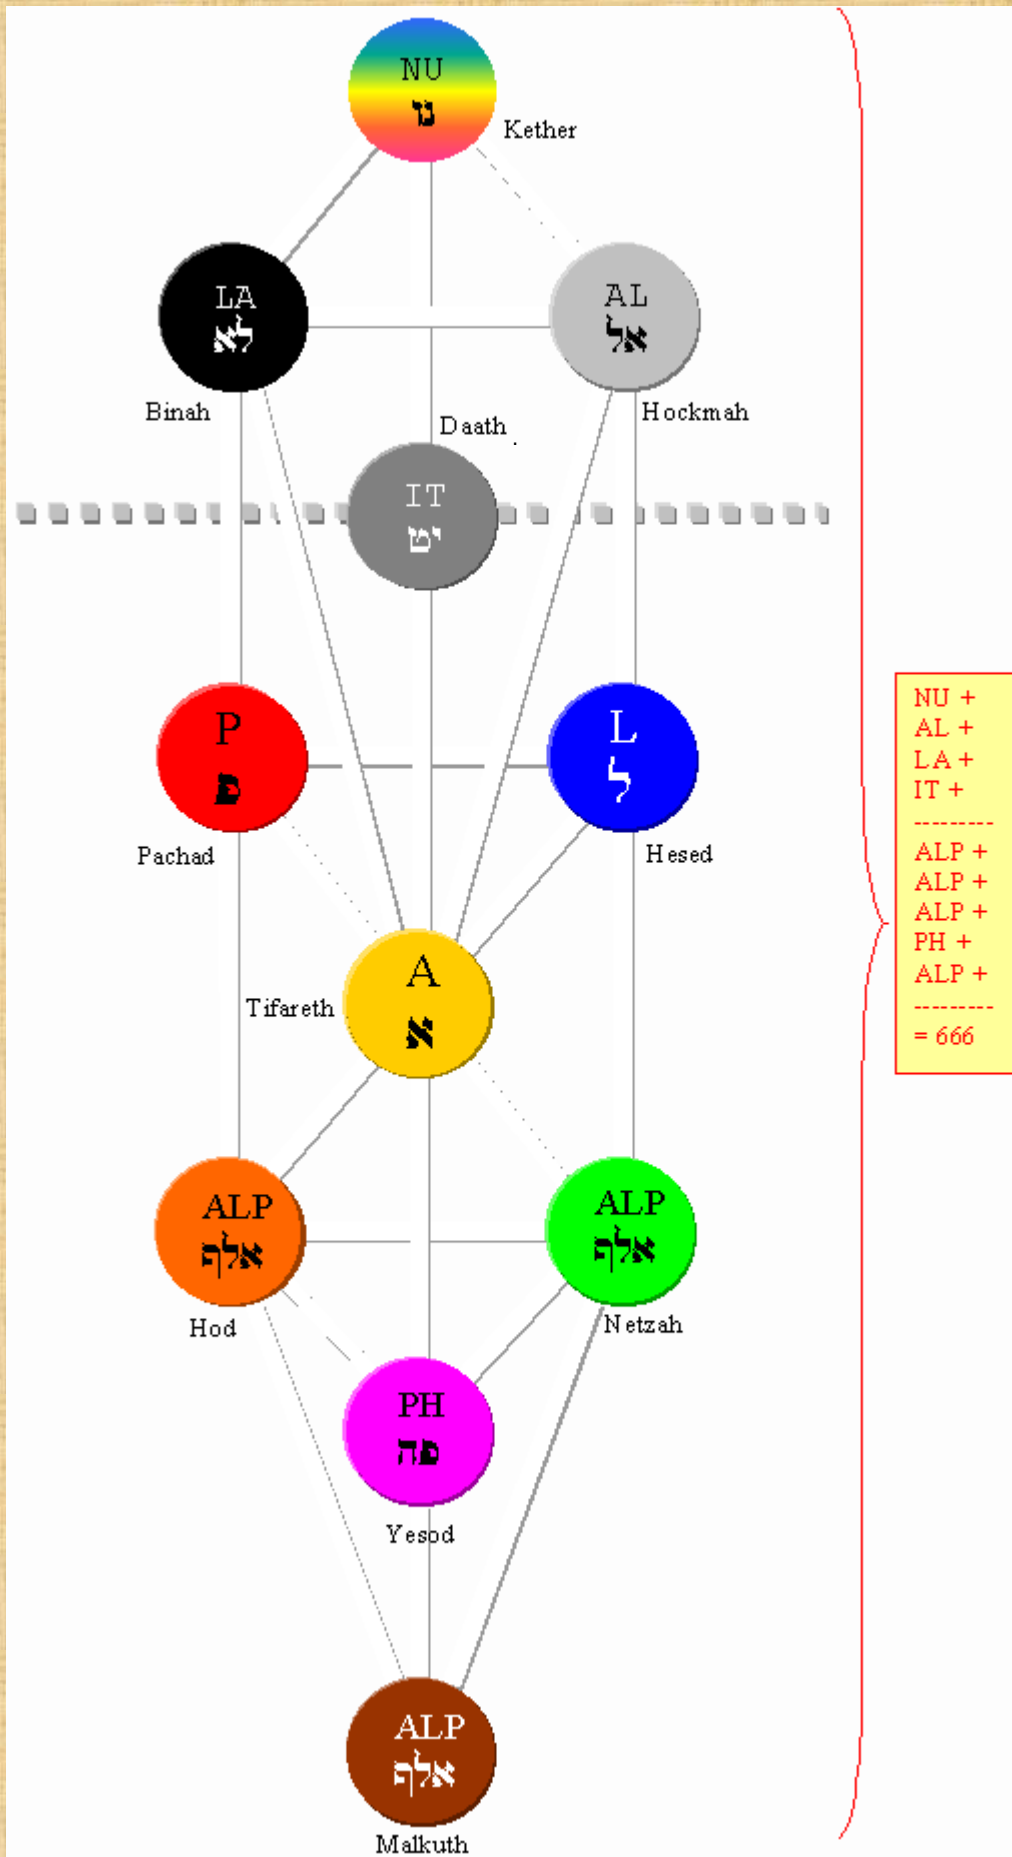 NU
נו
Kether
LA
לא
Binah
AL
אל
Hockmah
Daath
IT
יט
P
פ
Pachad
L
ל
Hesed
A
א
Tifareth
ALP
אלף
Hod
ALP
אלף
Netzah
PH
פה
Yesod
ALP
אלף
Malkuth
NU +
AL +
LA +
IT +
---------
ALP +
ALP +
ALP +
PH +
ALP +
---------
= 666